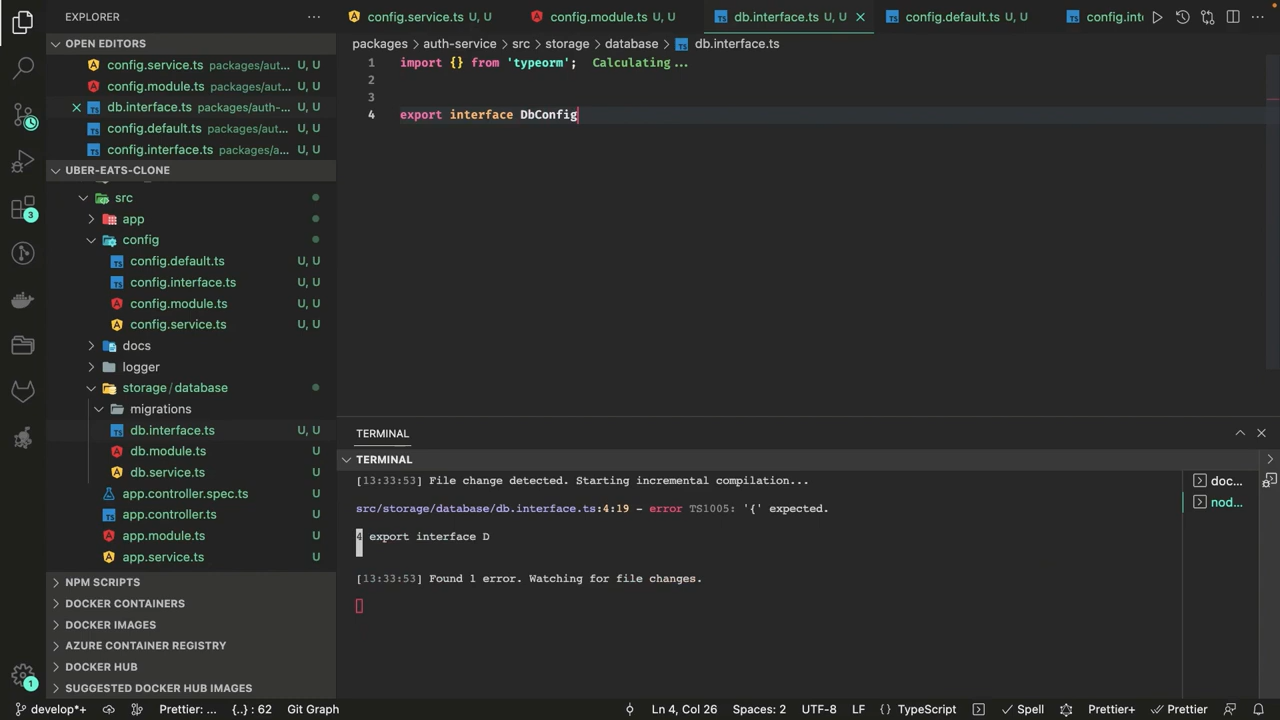 EXPLORER
config.service.ts U, U
config.module.ts U, U
db.interface.ts U, U
config.default.ts U, U
config.int
OPEN EDITORS
config.service.ts packages/aut... U, U
config.module.ts packages/aut... U, U
db.interface.ts packages/auth-... U, U
config.default.ts packages/a... U, U
config.interface.ts packages/a... U, U
UBER-EATS-CLONE
src
app
config
config.default.ts U, U
config.interface.ts U, U
config.module.ts U, U
config.service.ts U, U
docs
logger
storage/database
migrations
db.interface.ts U, U
db.module.ts U
db.service.ts U
app.controller.spec.ts U
app.controller.ts U
app.module.ts U
app.service.ts U
NPM SCRIPTS
DOCKER CONTAINERS
DOCKER IMAGES
AZURE CONTAINER REGISTRY
DOCKER HUB
SUGGESTED DOCKER HUB IMAGES
3
1
packages > auth-service > src > storage > database > db.interface.ts
1 import {} from 'typeorm'; Calculating...
2
3
4 export interface DbConfig
TERMINAL
TERMINAL
[13:33:53] File change detected. Starting incremental compilation...
src/storage/database/db.interface.ts:4:19 - error TS1005: '{' expected.
4 export interface D
[13:33:53] Found 1 error. Watching for file changes.
doc...
nod...
develop*+ Prettier: ... {..} : 62 Git Graph Ln 4, Col 26 Spaces: 2 UTF-8 LF {} TypeScript Spell Prettier+ Prettier